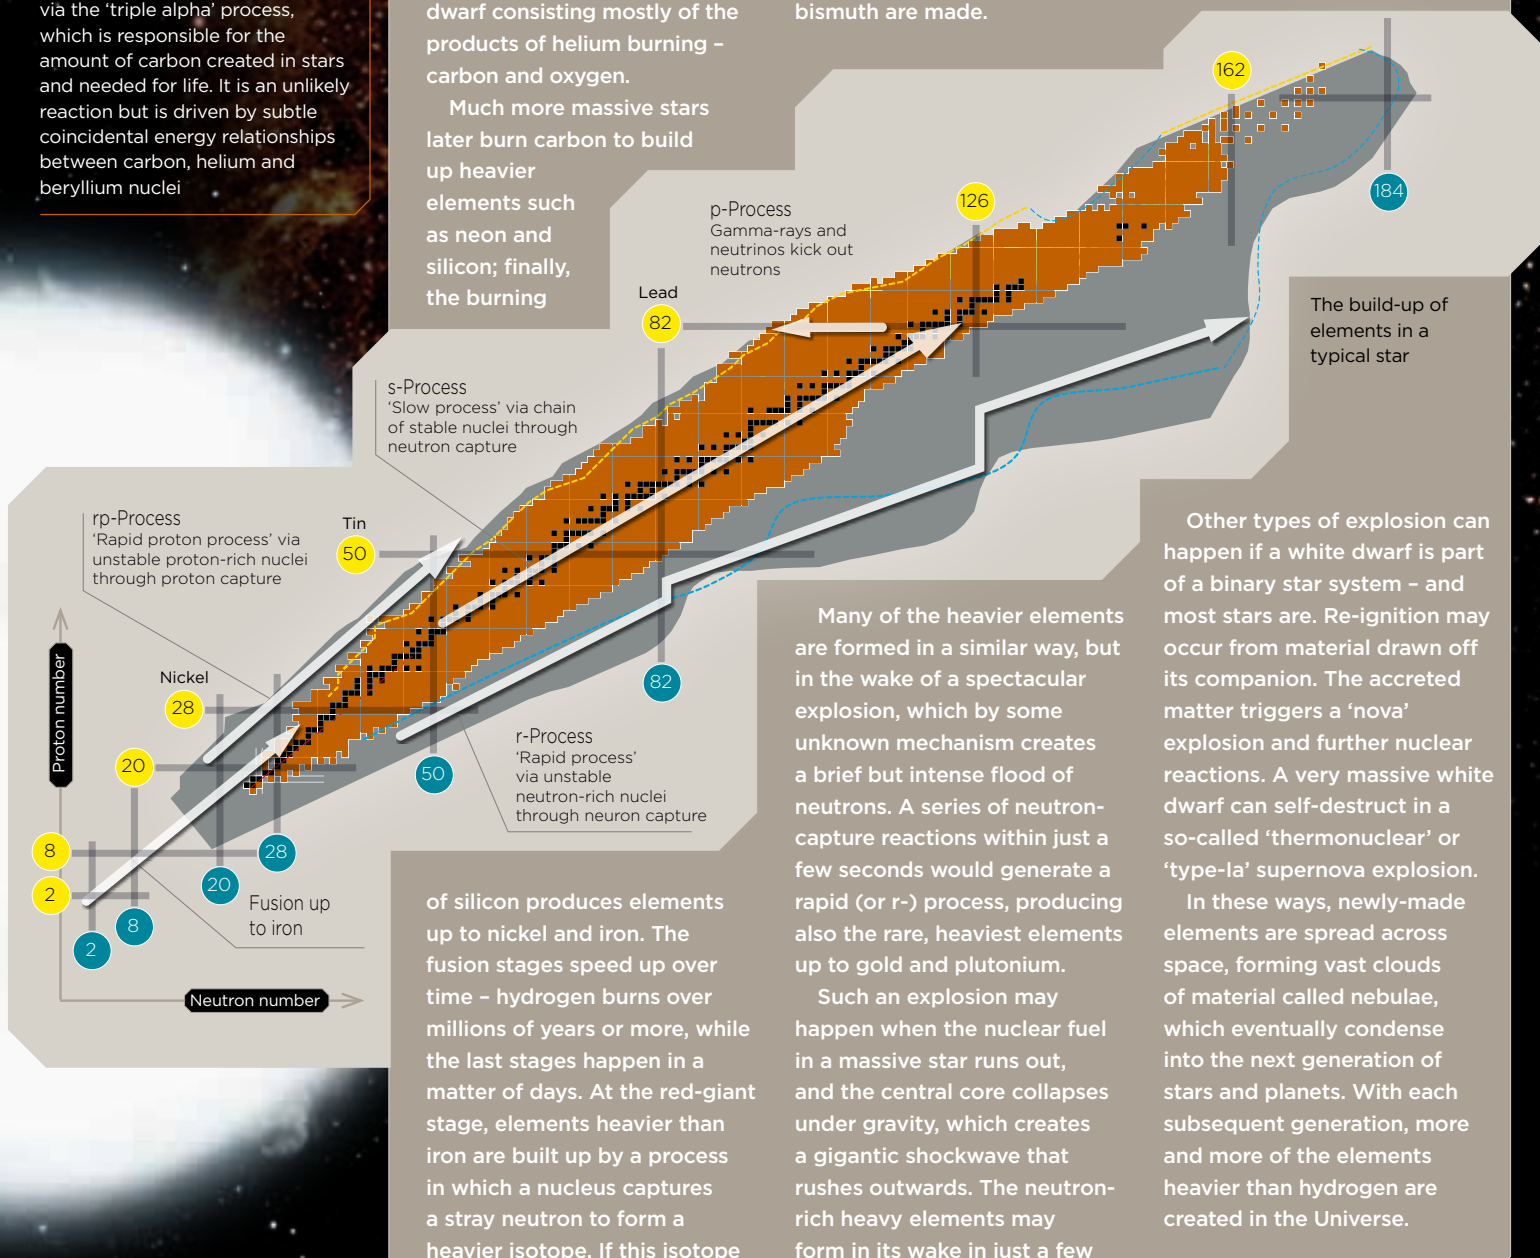 via the ‘triple alpha’ process,
which is responsible for the
amount of carbon created in stars
and needed for life. It is an unlikely
reaction but is driven by subtle
coincidental energy relationships
between carbon, helium and
beryllium nuclei
dwarf consisting mostly of the
products of helium burning –
carbon and oxygen.
Much more massive stars
later burn carbon to build
up heavier
elements such
as neon and
silicon; finally,
the burning
bismuth are made.
162
184
126
p-Process
Gamma-rays and
neutrinos kick out
neutrons
Lead
82
The build-up of
elements in a
typical star
s-Process
‘Slow process’ via chain
of stable nuclei through
neutron capture
rp-Process
‘Rapid proton process’ via
unstable proton-rich nuclei
through proton capture
Tin
50
Nickel
28
20
8
2
Proton number
82
50
28
20
8
2
r-Process
‘Rapid process’
via unstable
neutron-rich nuclei
through neuron capture
Fusion up
to iron
Neutron number
of silicon produces elements
up to nickel and iron. The
fusion stages speed up over
time – hydrogen burns over
millions of years or more, while
the last stages happen in a
matter of days. At the red-giant
stage, elements heavier than
iron are built up by a process
in which a nucleus captures
a stray neutron to form a
heavier isotope. If this isotope
Many of the heavier elements
are formed in a similar way, but
in the wake of a spectacular
explosion, which by some
unknown mechanism creates
a brief but intense flood of
neutrons. A series of neutron-
capture reactions within just a
few seconds would generate a
rapid (or r-) process, producing
also the rare, heaviest elements
up to gold and plutonium.
Such an explosion may
happen when the nuclear fuel
in a massive star runs out,
and the central core collapses
under gravity, which creates
a gigantic shockwave that
rushes outwards. The neutron-
rich heavy elements may
form in its wake in just a few
Other types of explosion can
happen if a white dwarf is part
of a binary star system – and
most stars are. Re-ignition may
occur from material drawn off
its companion. The accreted
matter triggers a ‘nova’
explosion and further nuclear
reactions. A very massive white
dwarf can self-destruct in a
so-called ‘thermonuclear’ or
‘type-Ia’ supernova explosion.
In these ways, newly-made
elements are spread across
space, forming vast clouds
of material called nebulae,
which eventually condense
into the next generation of
stars and planets. With each
subsequent generation, more
and more of the elements
heavier than hydrogen are
created in the Universe.